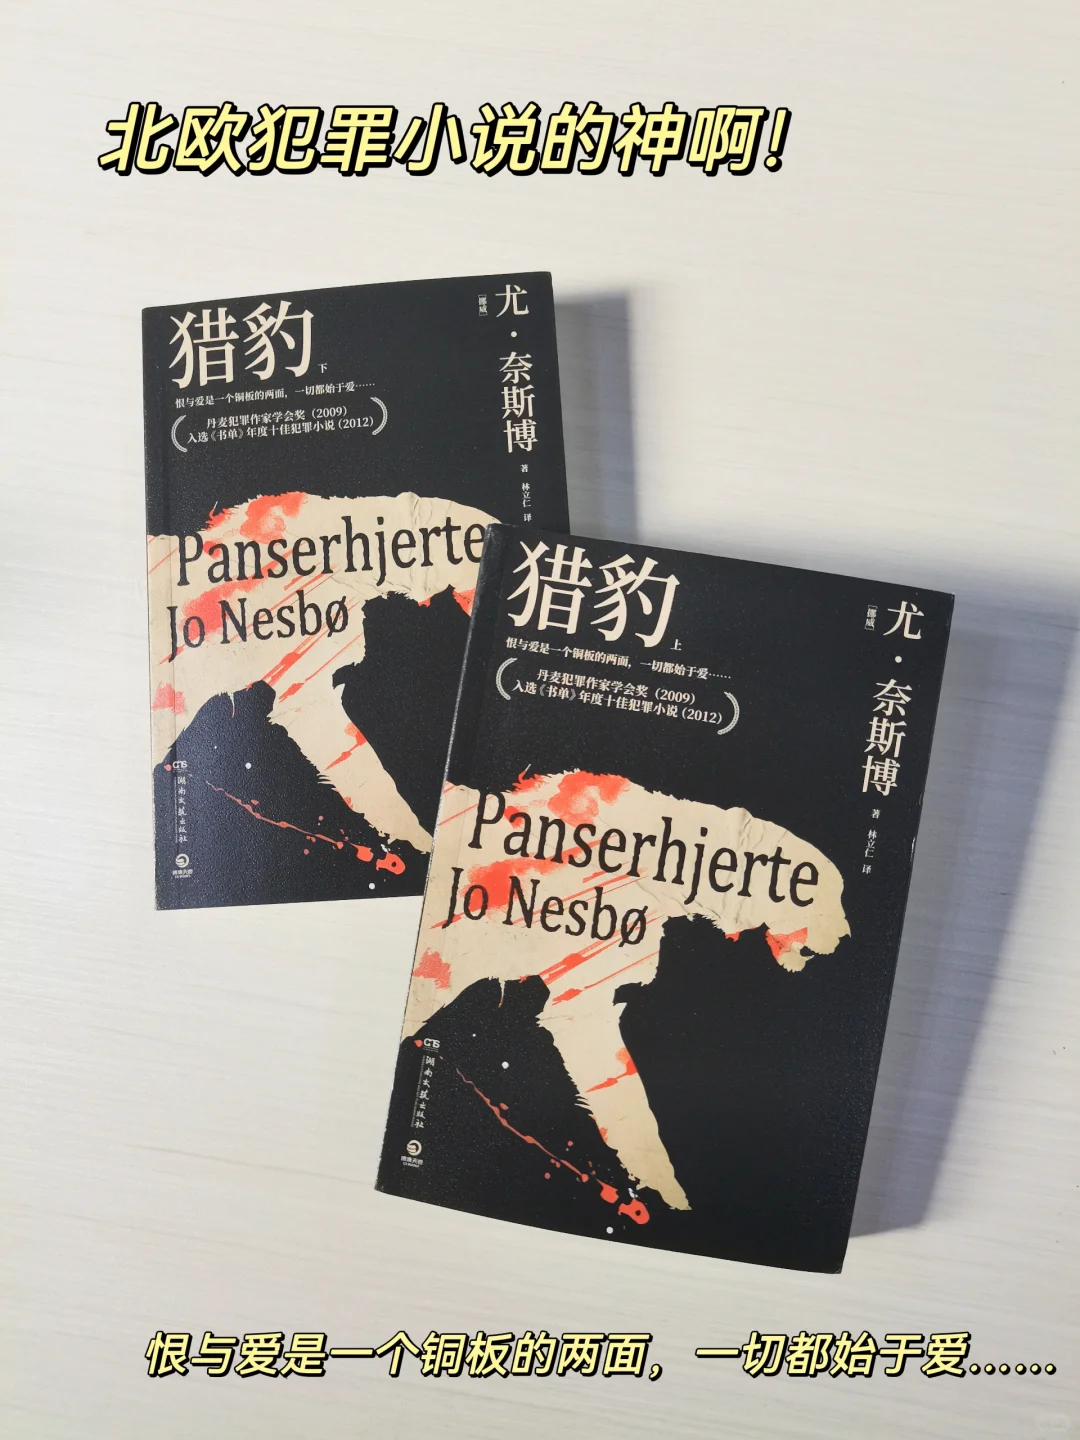 北欧犯罪小说的神啊!
猎豹
下
恨与爱是一个铜板的两面，一切都始于爱……
丹麦犯罪作家学会奖（2009）
入选《书单》年度十佳犯罪小说（2012）
[挪威]
尤·奈斯博
著
林立仁 译
Panserhjerte
Jo Nesbø
湖南文艺出版社
博集天卷
猎豹
上
恨与爱是一个铜板的两面，一切都始于爱……
丹麦犯罪作家学会奖（2009）
入选《书单》年度十佳犯罪小说（2012）
[挪威]
尤·奈斯博
著
林立仁 译
Panserhjerte
Jo Nesbø
湖南文艺出版社
博集天卷
恨与爱是一个铜板的两面，一切都始于爱……